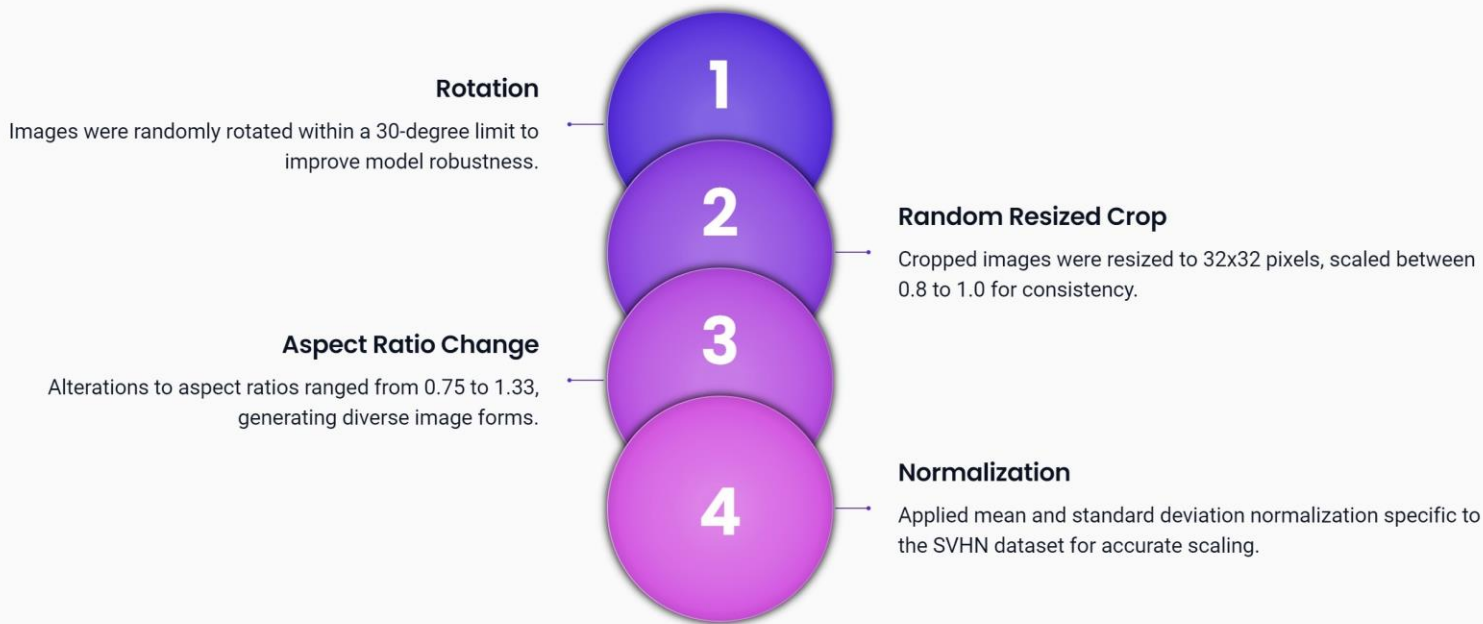 1
Rotation
Images were randomly rotated within a 30-degree limit to
improve model robustness.
2
Random Resized Crop
Cropped images were resized to 32x32 pixels, scaled between
0.8 to 1.0 for consistency.
3
Aspect Ratio Change
Alterations to aspect ratios ranged from 0.75 to 1.33,
generating diverse image forms.
4
Normalization
Applied mean and standard deviation normalization specific to
the SVHN dataset for accurate scaling.